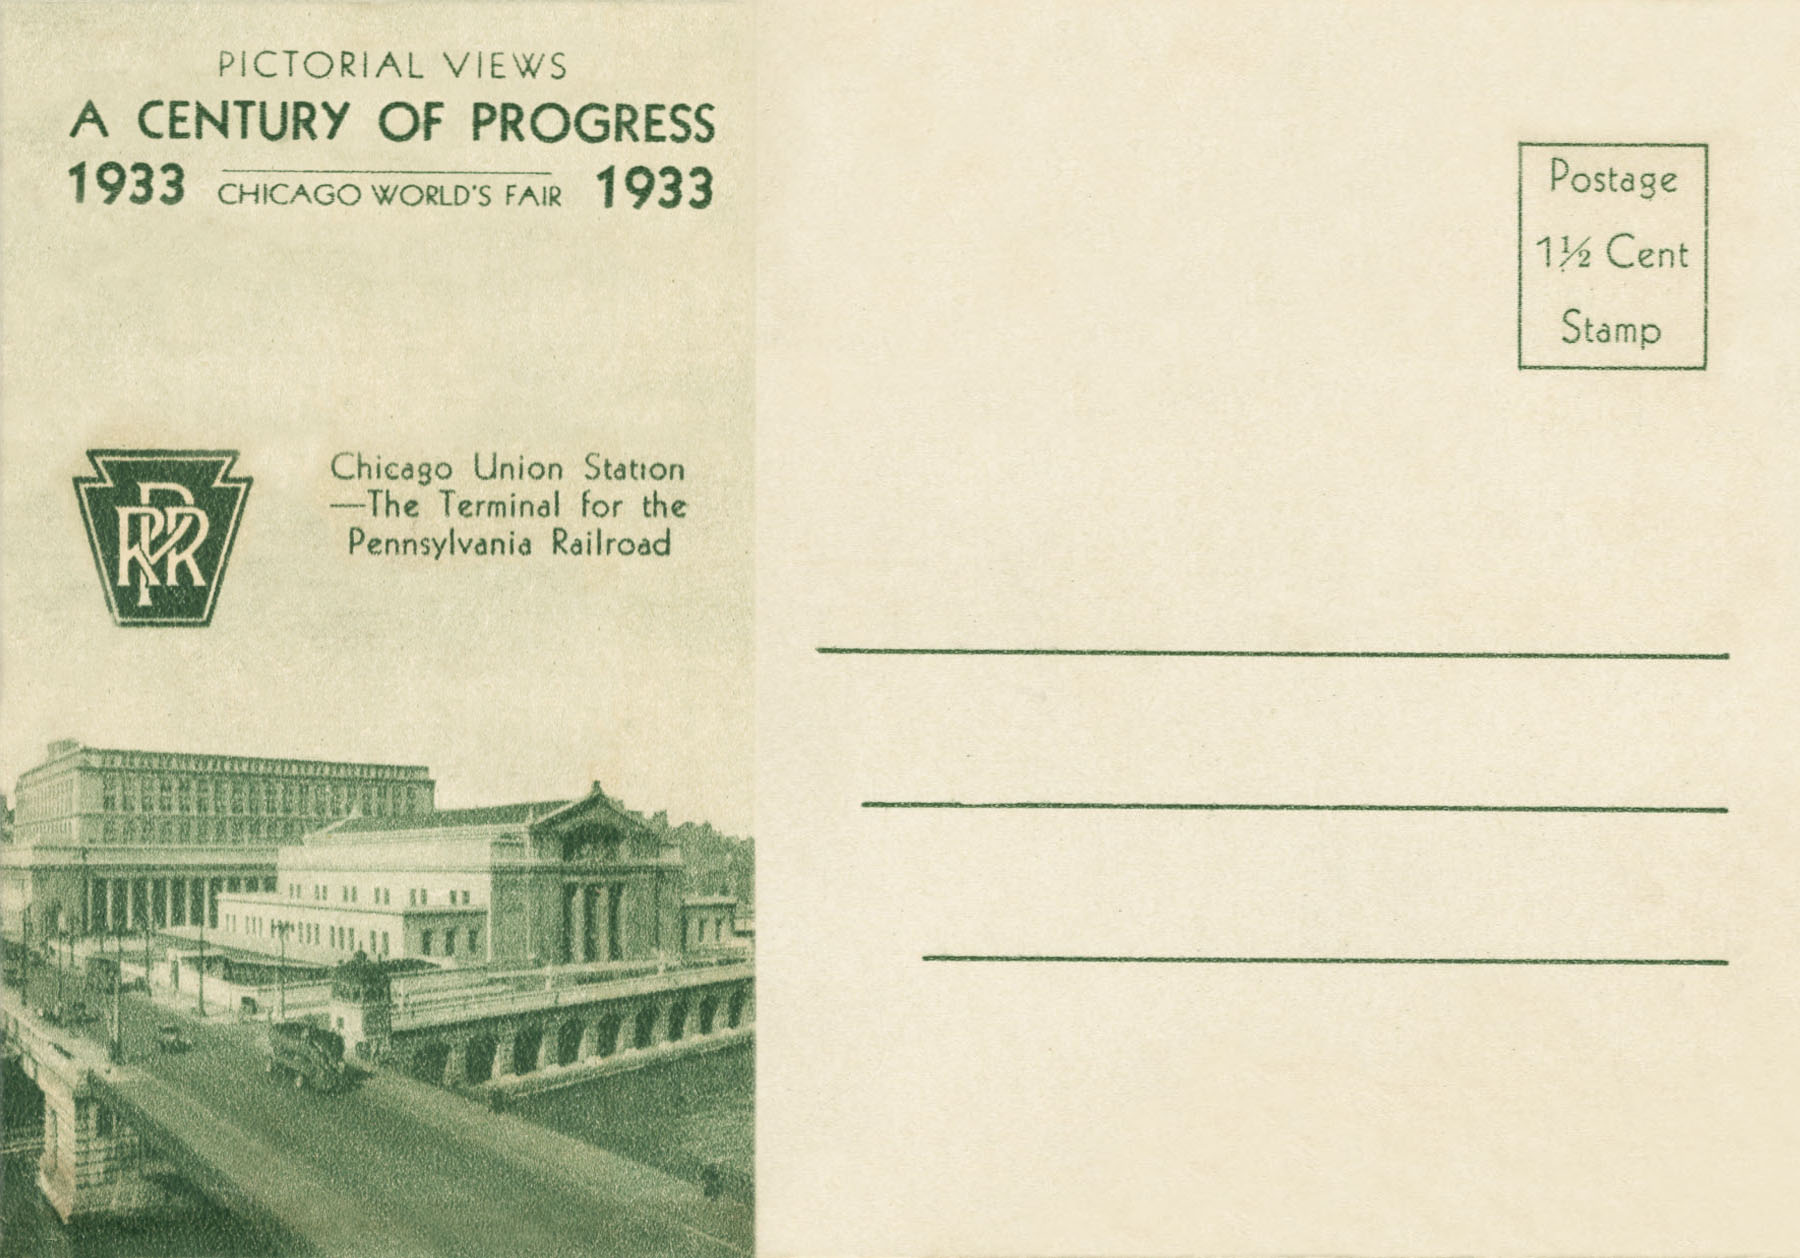 PICTORIAL VIEWS
A CENTURY OF PROGRESS
1933 CHICAGO WORLD'S FAIR 1933
PRR
Chicago Union Station
—The Terminal for the
Pennsylvania Railroad
Postage
1½ Cent
Stamp